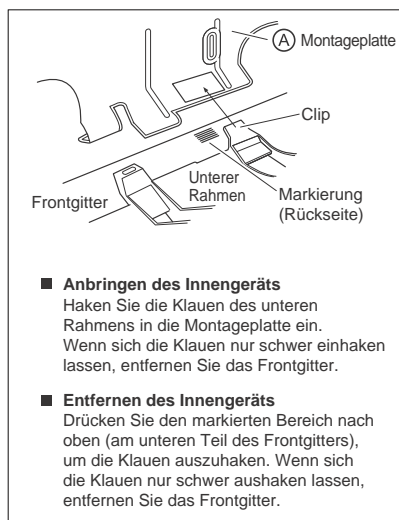 Ⓐ Montageplatte
Clip
Unterer
Rahmen
Frontgitter
Markierung
(Rückseite)
■ Anbringen des Innengeräts
Haken Sie die Klauen des unteren
Rahmens in die Montageplatte ein.
Wenn sich die Klauen nur schwer einhaken
lassen, entfernen Sie das Frontgitter.
■ Entfernen des Innengeräts
Drücken Sie den markierten Bereich nach
oben (am unteren Teil des Frontgitters),
um die Klauen auszuhaken. Wenn sich
die Klauen nur schwer aushaken lassen,
entfernen Sie das Frontgitter.